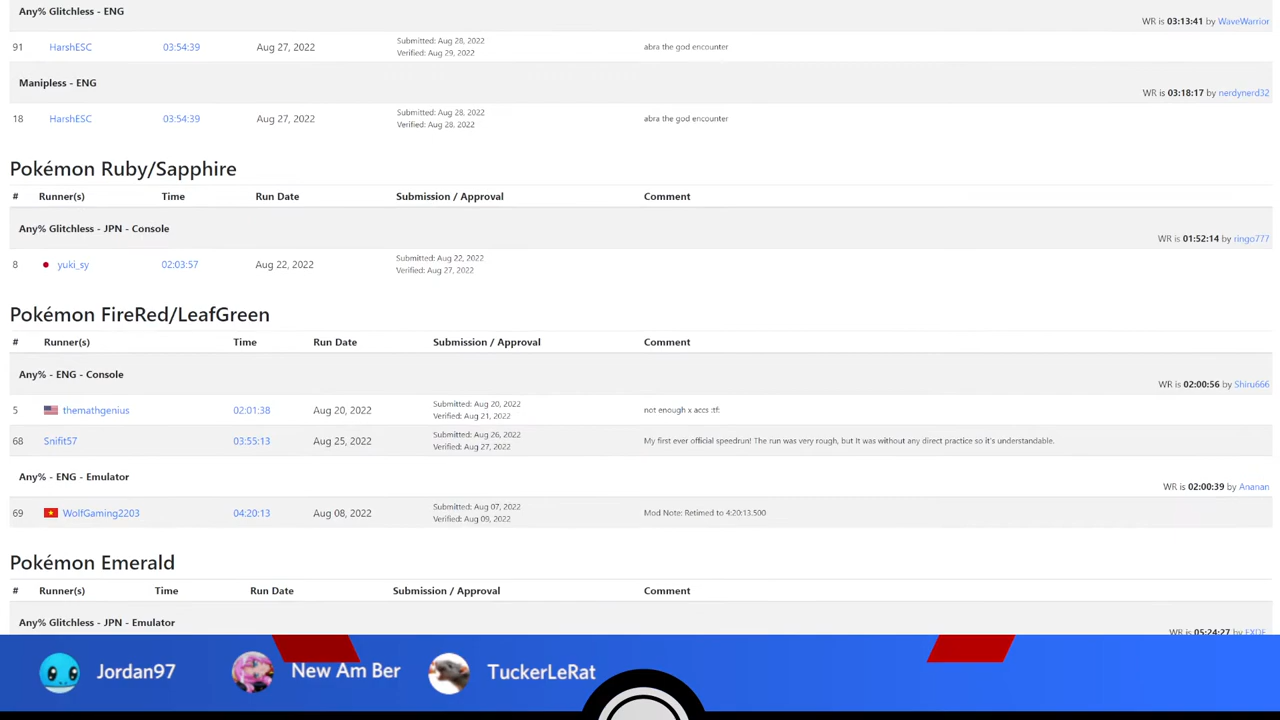 Any% Glitchless - ENG
WR is 03:13:41 by WaveWarrior
91 HarshESC 03:54:39 Aug 27, 2022 Submitted: Aug 28, 2022 abra the god encounter
Verified: Aug 29, 2022
Manipless - ENG
WR is 03:18:17 by nerdynerd32
18 HarshESC 03:54:39 Aug 27, 2022 Submitted: Aug 28, 2022 abra the god encounter
Verified: Aug 28, 2022
Pokémon Ruby/Sapphire
# Runner(s) Time Run Date Submission / Approval Comment
Any% Glitchless - JPN - Console
WR is 01:52:14 by ringo777
8 yuki_sy 02:03:57 Aug 22, 2022 Submitted: Aug 22, 2022
Verified: Aug 27, 2022
Pokémon FireRed/LeafGreen
# Runner(s) Time Run Date Submission / Approval Comment
Any% - ENG - Console
WR is 02:00:56 by Shiru666
5 themathgenius 02:01:38 Aug 20, 2022 Submitted: Aug 20, 2022 not enough x accs :tf:
Verified: Aug 21, 2022
68 Snifit57 03:55:13 Aug 25, 2022 Submitted: Aug 26, 2022 My first ever official speedrun! The run was very rough, but It was without any direct practice so it's understandable.
Verified: Aug 27, 2022
Any% - ENG - Emulator
WR is 02:00:39 by Ananan
69 WolfGaming2203 04:20:13 Aug 08, 2022 Submitted: Aug 07, 2022 Mod Note: Retimed to 4:20:13.500
Verified: Aug 09, 2022
Pokémon Emerald
# Runner(s) Time Run Date Submission / Approval Comment
Any% Glitchless - JPN - Emulator
WR is 05:24:27 by
Jordan97 New Am Ber TuckerLeRat